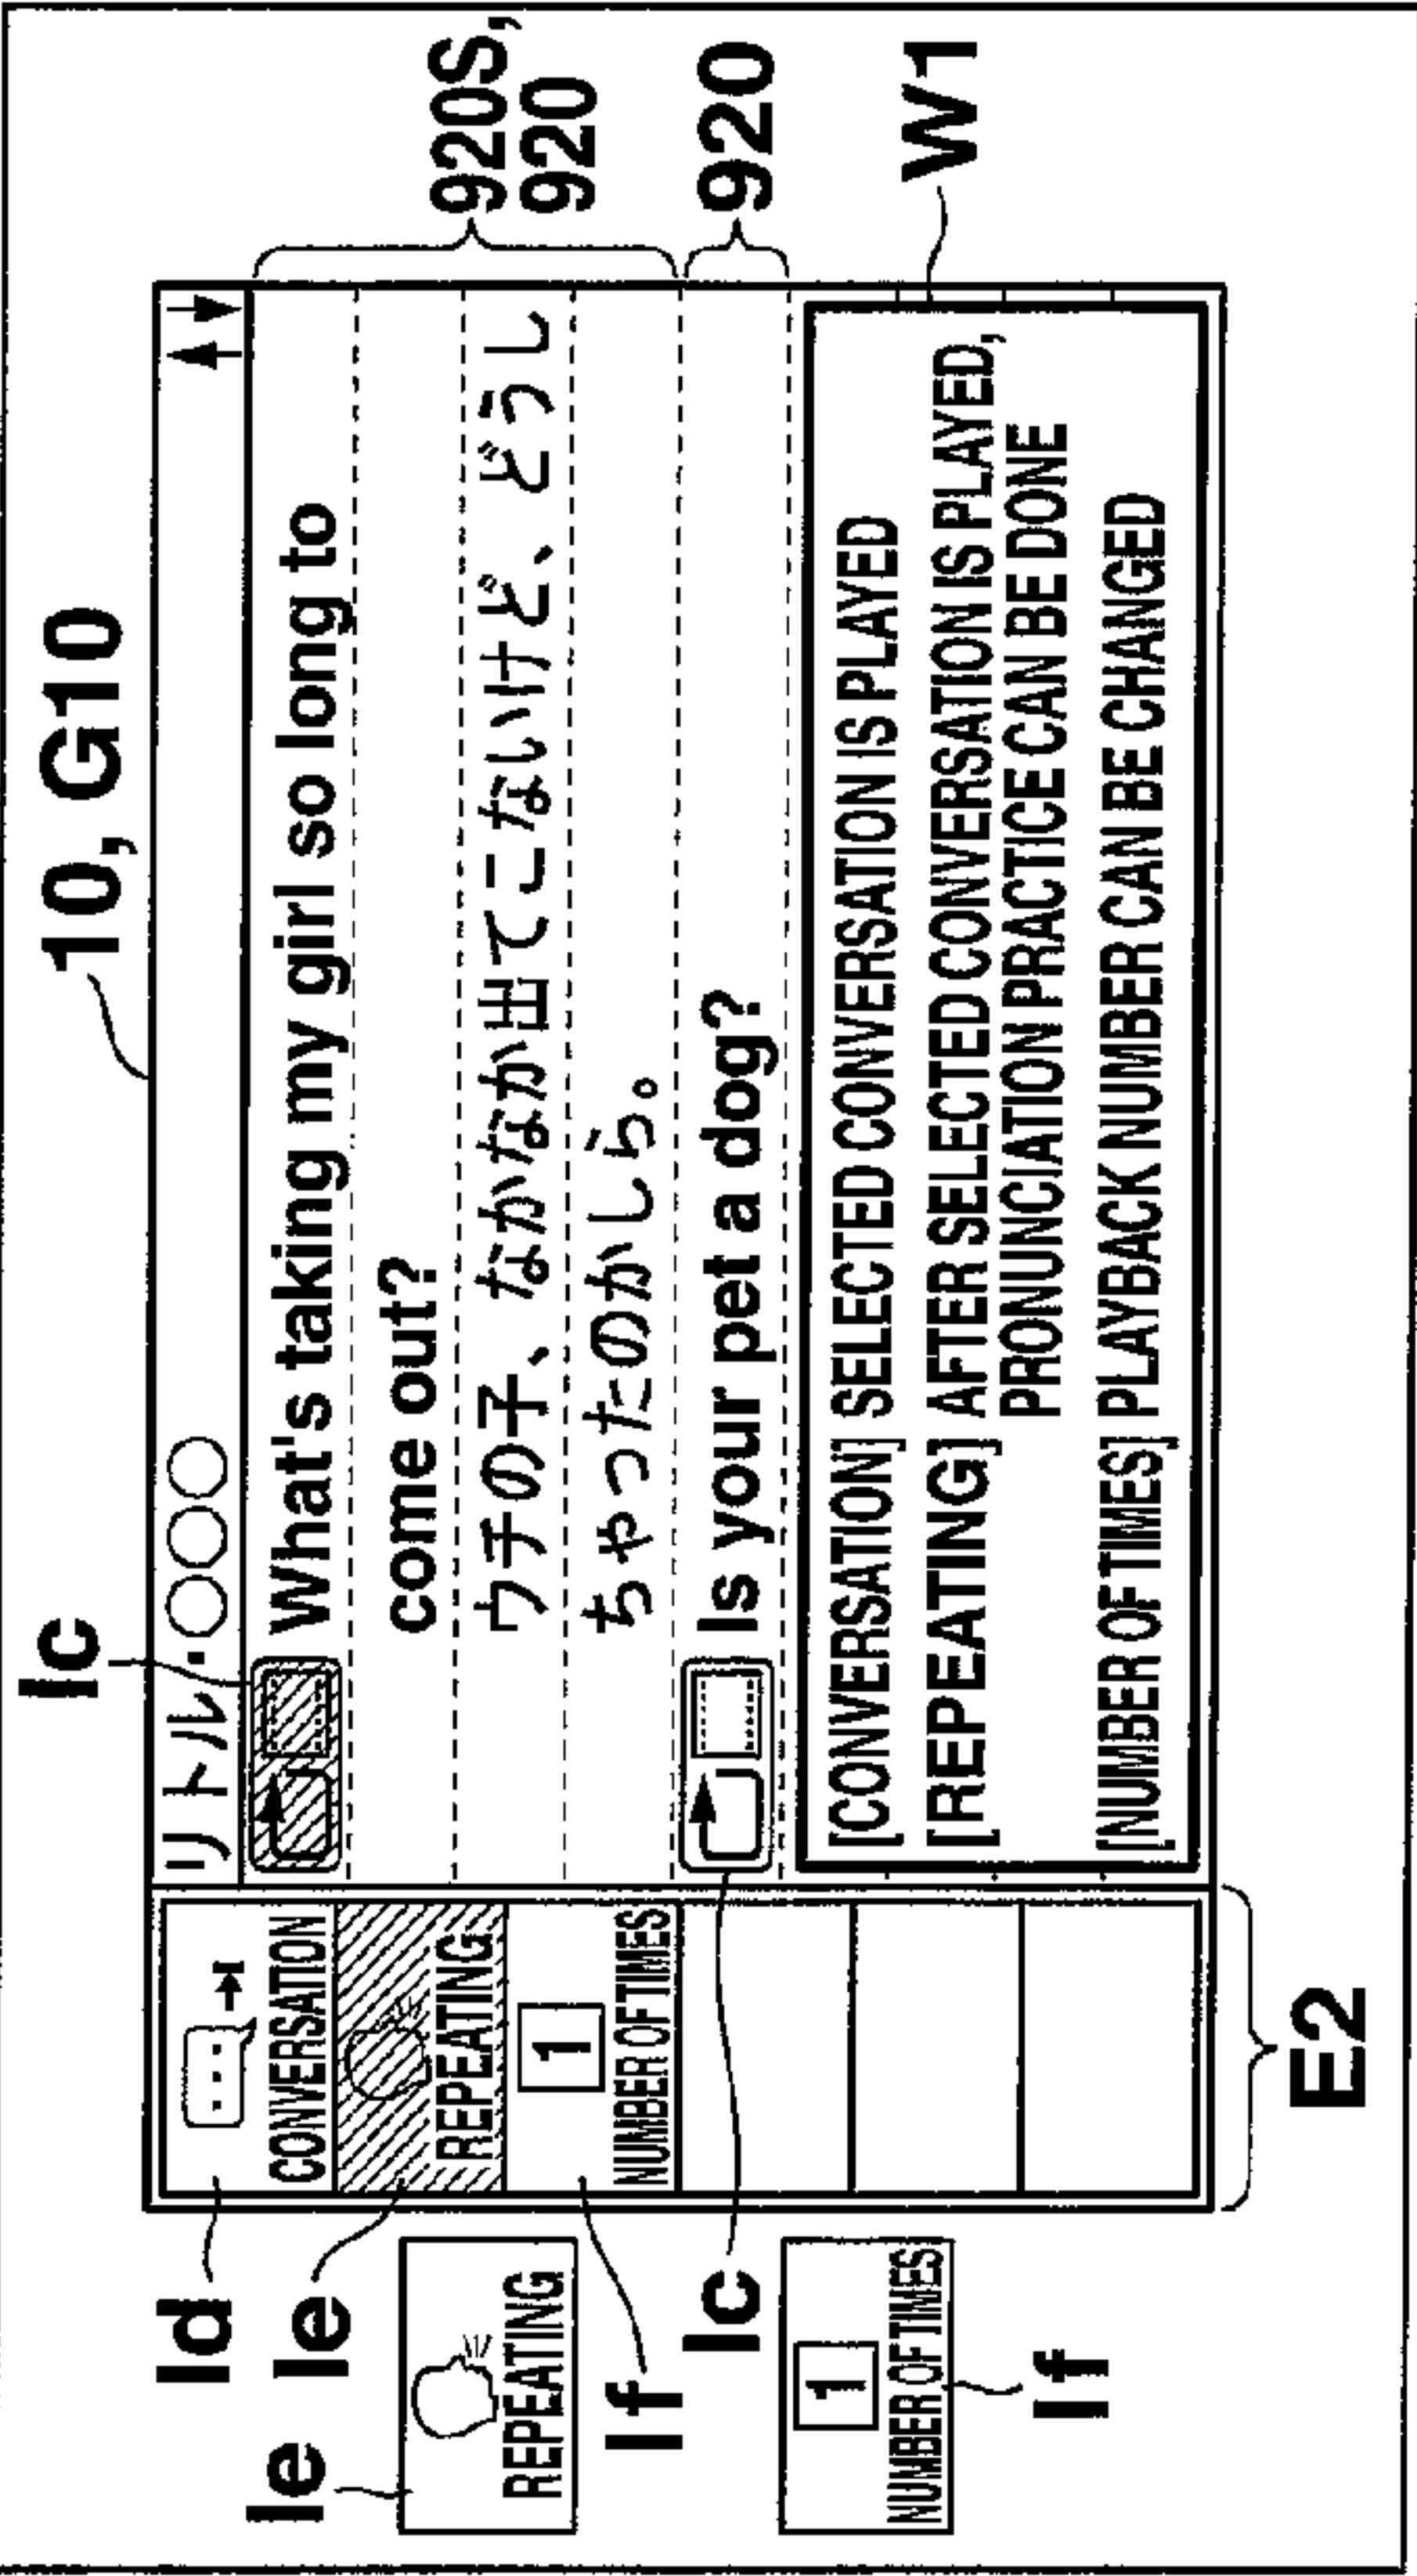 10, G10
Ic
リトル・○○○
↑↓
What's taking my girl so long to
come out?
ウチの子、なかなか出てこないけど、どうし
ちゃったのかしら。
Is your pet a dog?
920S,
920
920
W1
[CONVERSATION] SELECTED CONVERSATION IS PLAYED
[REPEATING] AFTER SELECTED CONVERSATION IS PLAYED,
PRONUNCIATION PRACTICE CAN BE DONE
[NUMBER OF TIMES] PLAYBACK NUMBER CAN BE CHANGED
CONVERSATION
REPEATING
1
NUMBER OF TIMES
E2
Id
Ie
Ie
REPEATING
If
Ic
1
NUMBER OF TIMES
If